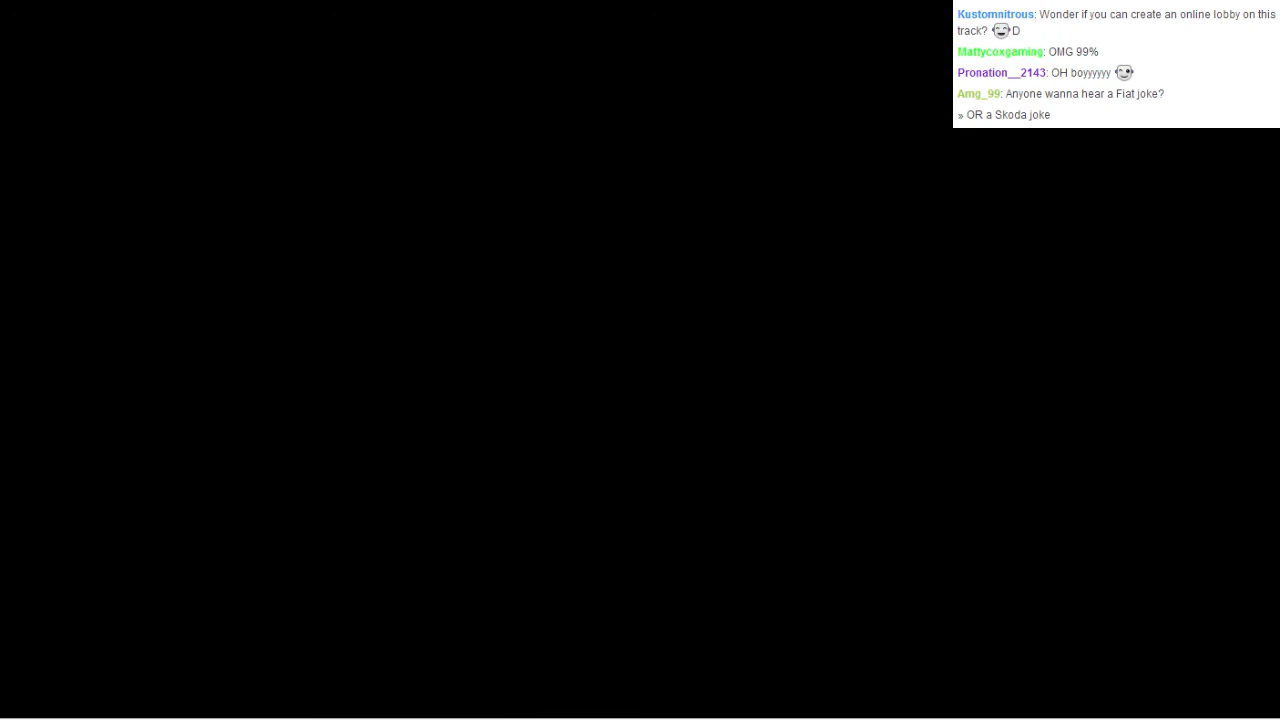 Kustomnitrous: Wonder if you can create an online lobby on this
track? D
Mattycoxgaming: OMG 99%
Pronation__2143: OH boyyyyyy
Amg_99: Anyone wanna hear a Fiat joke?
» OR a Skoda joke